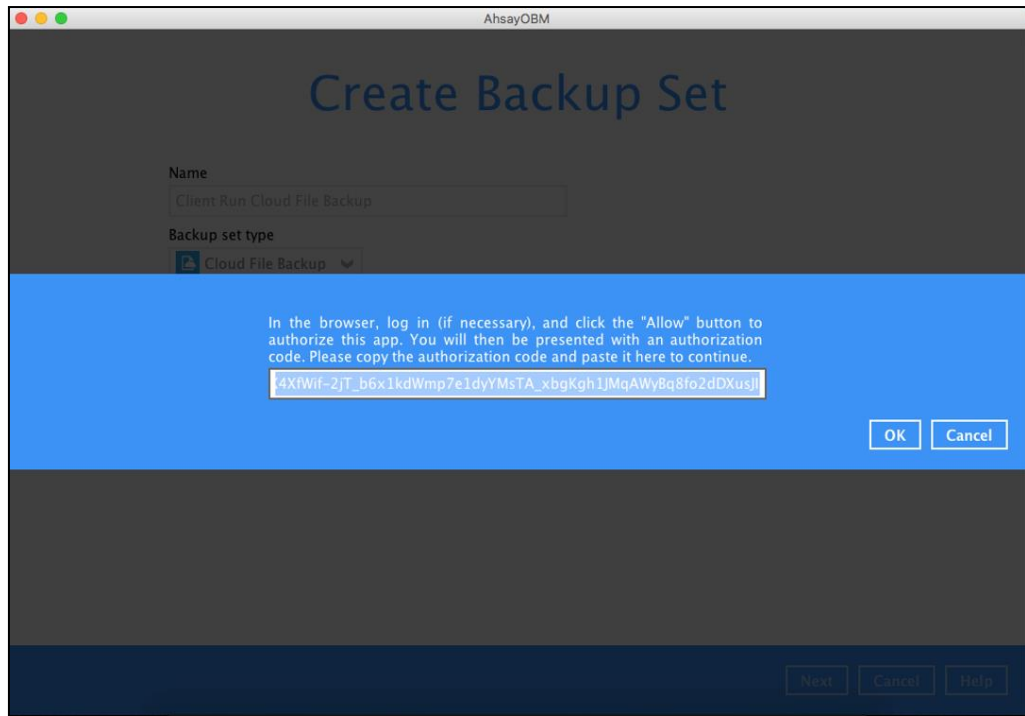 AhsayOBM
Create Backup Set
Name
Client Run Cloud File Backup
Backup set type
Cloud File Backup
In the browser, log in (if necessary), and click the "Allow" button to
authorize this app. You will then be presented with an authorization
code. Please copy the authorization code and paste it here to continue.
4XfWif-2jT_b6x1kdWmp7e1dyYMsTA_xbgKgh1JMqAWyBq8fo2dDXusJI
OK Cancel
Next Cancel Help